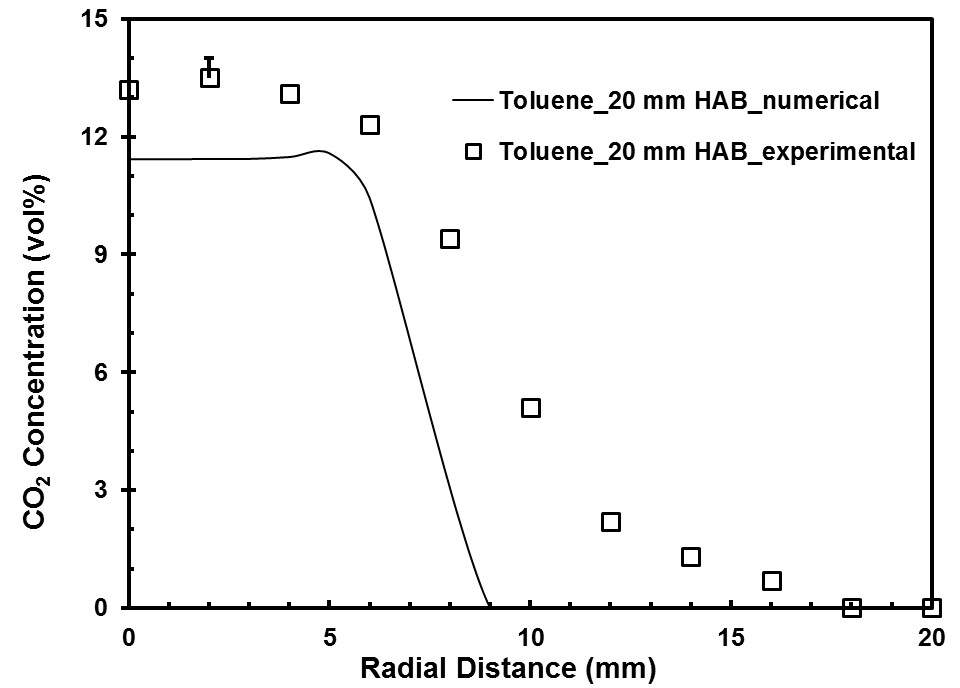 15
12
9
6
3
0
CO₂ Concentration (vol%)
Toluene_20 mm HAB_numerical
Toluene_20 mm HAB_experimental
0 5 10 15 20
Radial Distance (mm)